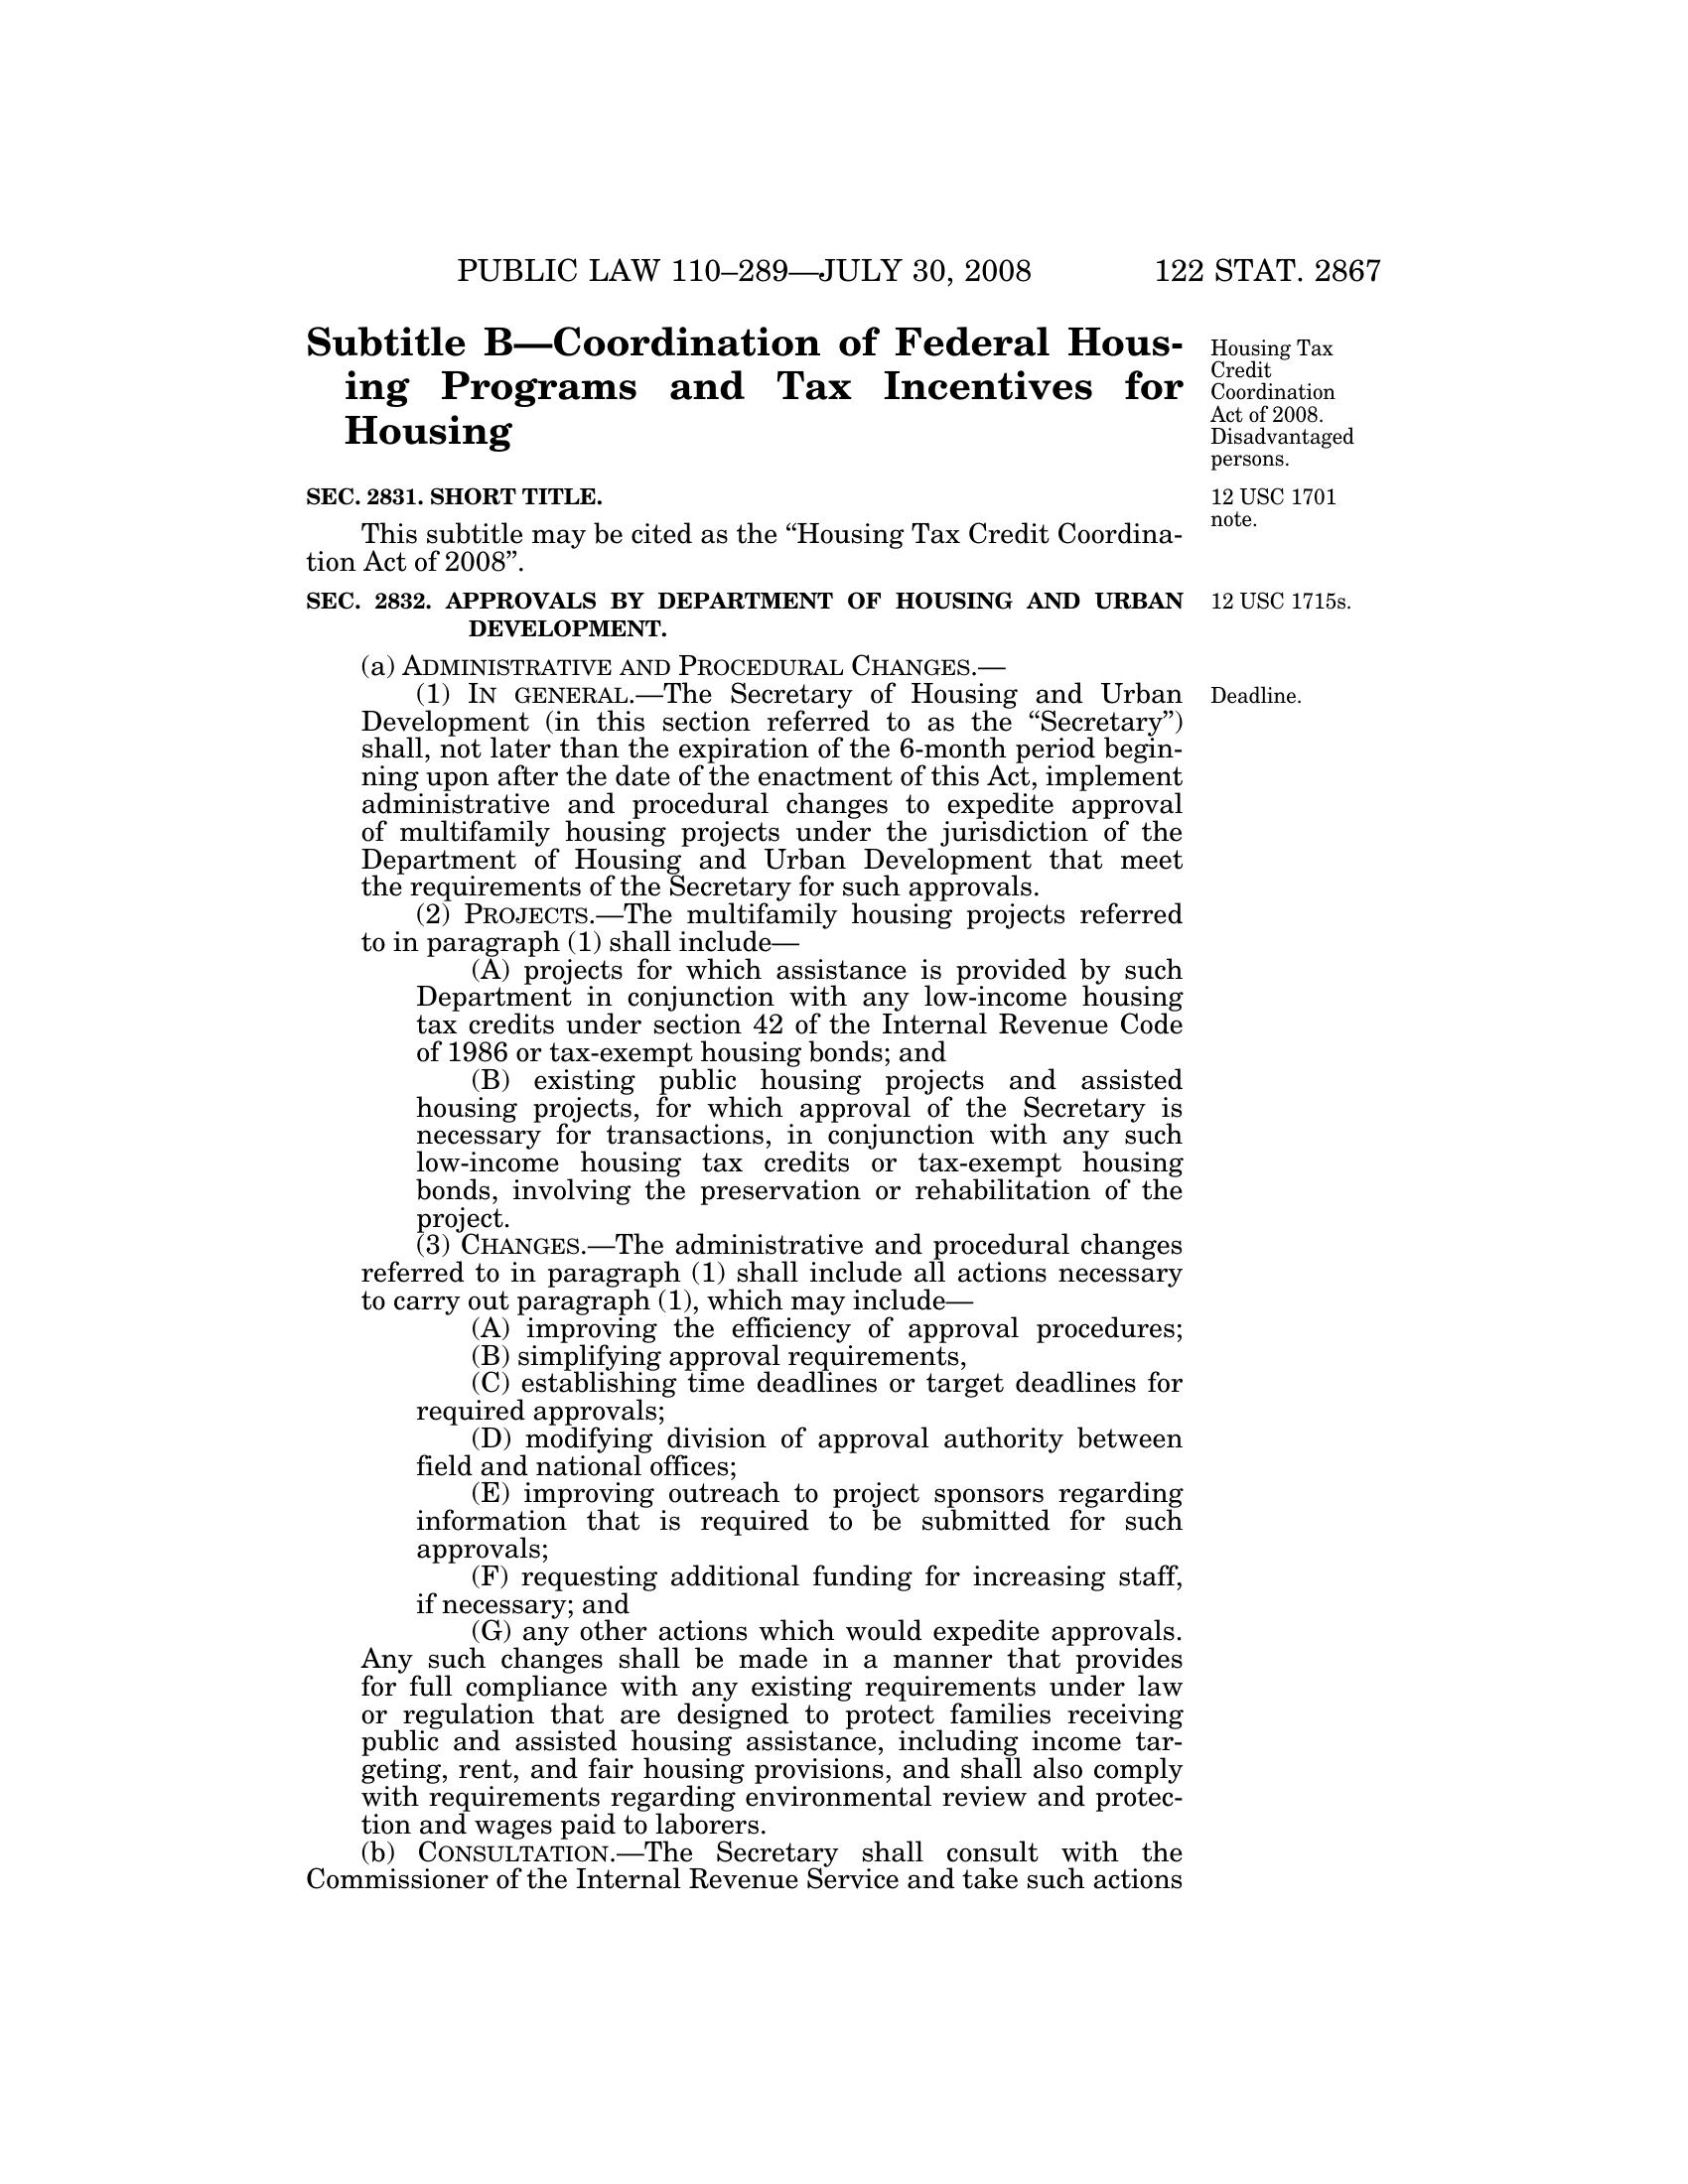 PUBLIC LAW 110–289—JULY 30, 2008 122 STAT. 2867
Subtitle B—Coordination of Federal Hous-
ing Programs and Tax Incentives for
Housing
Housing Tax
Credit
Coordination
Act of 2008.
Disadvantaged
persons.
SEC. 2831. SHORT TITLE.
12 USC 1701
note.
This subtitle may be cited as the “Housing Tax Credit Coordina-
tion Act of 2008”.
SEC. 2832. APPROVALS BY DEPARTMENT OF HOUSING AND URBAN
DEVELOPMENT.
12 USC 1715s.
(a) ADMINISTRATIVE AND PROCEDURAL CHANGES.—
(1) IN GENERAL.—The Secretary of Housing and Urban
Deadline.
Development (in this section referred to as the “Secretary”)
shall, not later than the expiration of the 6-month period begin-
ning upon after the date of the enactment of this Act, implement
administrative and procedural changes to expedite approval
of multifamily housing projects under the jurisdiction of the
Department of Housing and Urban Development that meet
the requirements of the Secretary for such approvals.
(2) PROJECTS.—The multifamily housing projects referred
to in paragraph (1) shall include—
(A) projects for which assistance is provided by such
Department in conjunction with any low-income housing
tax credits under section 42 of the Internal Revenue Code
of 1986 or tax-exempt housing bonds; and
(B) existing public housing projects and assisted
housing projects, for which approval of the Secretary is
necessary for transactions, in conjunction with any such
low-income housing tax credits or tax-exempt housing
bonds, involving the preservation or rehabilitation of the
project.
(3) CHANGES.—The administrative and procedural changes
referred to in paragraph (1) shall include all actions necessary
to carry out paragraph (1), which may include—
(A) improving the efficiency of approval procedures;
(B) simplifying approval requirements,
(C) establishing time deadlines or target deadlines for
required approvals;
(D) modifying division of approval authority between
field and national offices;
(E) improving outreach to project sponsors regarding
information that is required to be submitted for such
approvals;
(F) requesting additional funding for increasing staff,
if necessary; and
(G) any other actions which would expedite approvals.
Any such changes shall be made in a manner that provides
for full compliance with any existing requirements under law
or regulation that are designed to protect families receiving
public and assisted housing assistance, including income tar-
geting, rent, and fair housing provisions, and shall also comply
with requirements regarding environmental review and protec-
tion and wages paid to laborers.
(b) CONSULTATION.—The Secretary shall consult with the
Commissioner of the Internal Revenue Service and take such actions